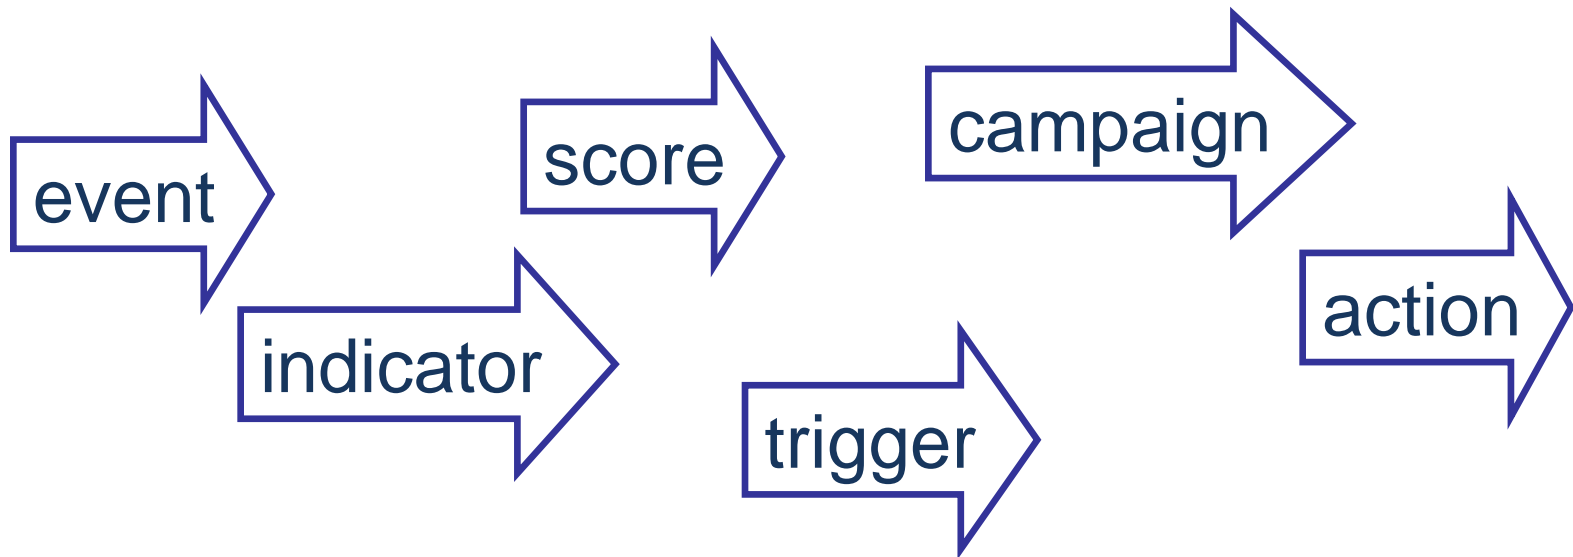 event
indicator
score
trigger
campaign
action